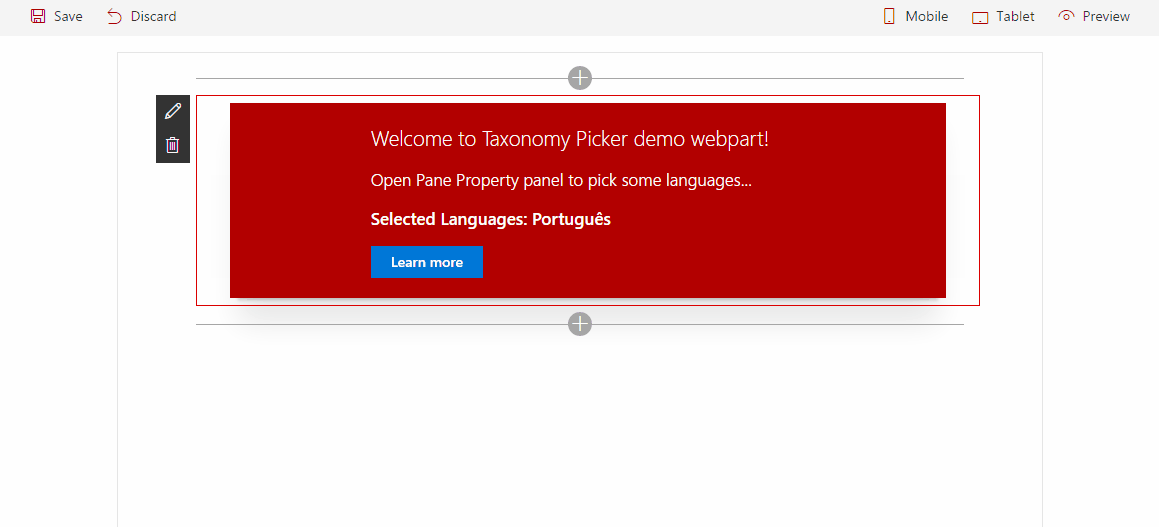 Save Discard Mobile Tablet Preview
Welcome to Taxonomy Picker demo webpart!
Open Pane Property panel to pick some languages...
Selected Languages: Português
Learn more